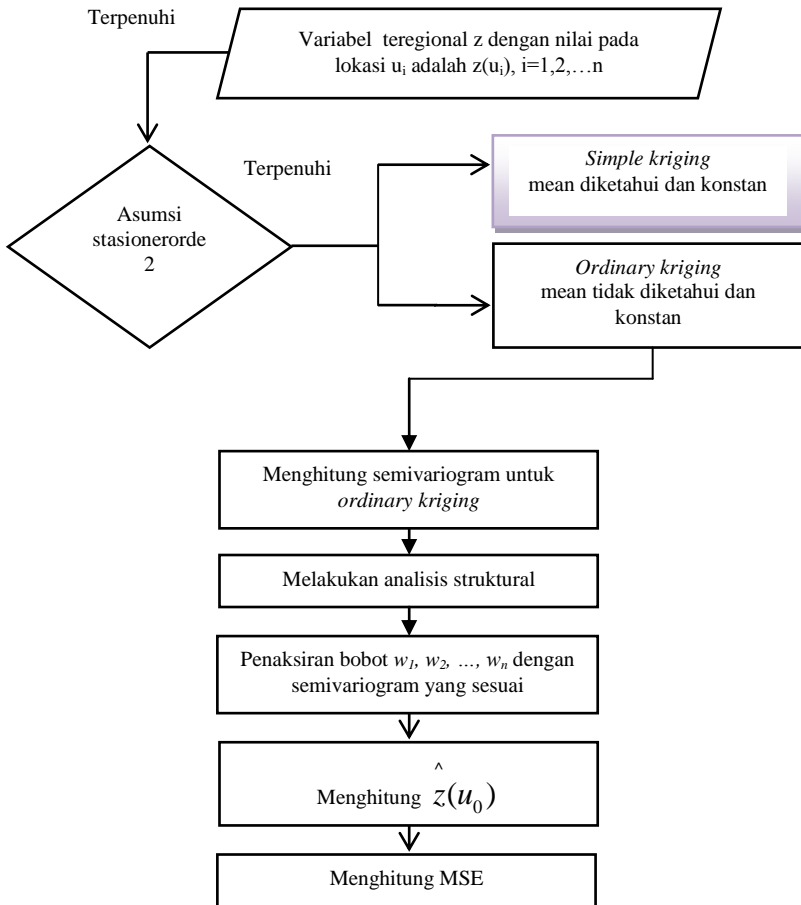 Terpenuhi
Variabel teregional z dengan nilai pada
lokasi uᵢ adalah z(uᵢ), i=1,2,…n
Terpenuhi
Asumsi
stasionerorde
2
Simple kriging
mean diketahui dan konstan
Ordinary kriging
mean tidak diketahui dan
konstan
Menghitung semivariogram untuk
ordinary kriging
Melakukan analisis struktural
Penaksiran bobot w₁, w₂, …, wₙ dengan
semivariogram yang sesuai
Menghitung ẑ(u₀)
Menghitung MSE